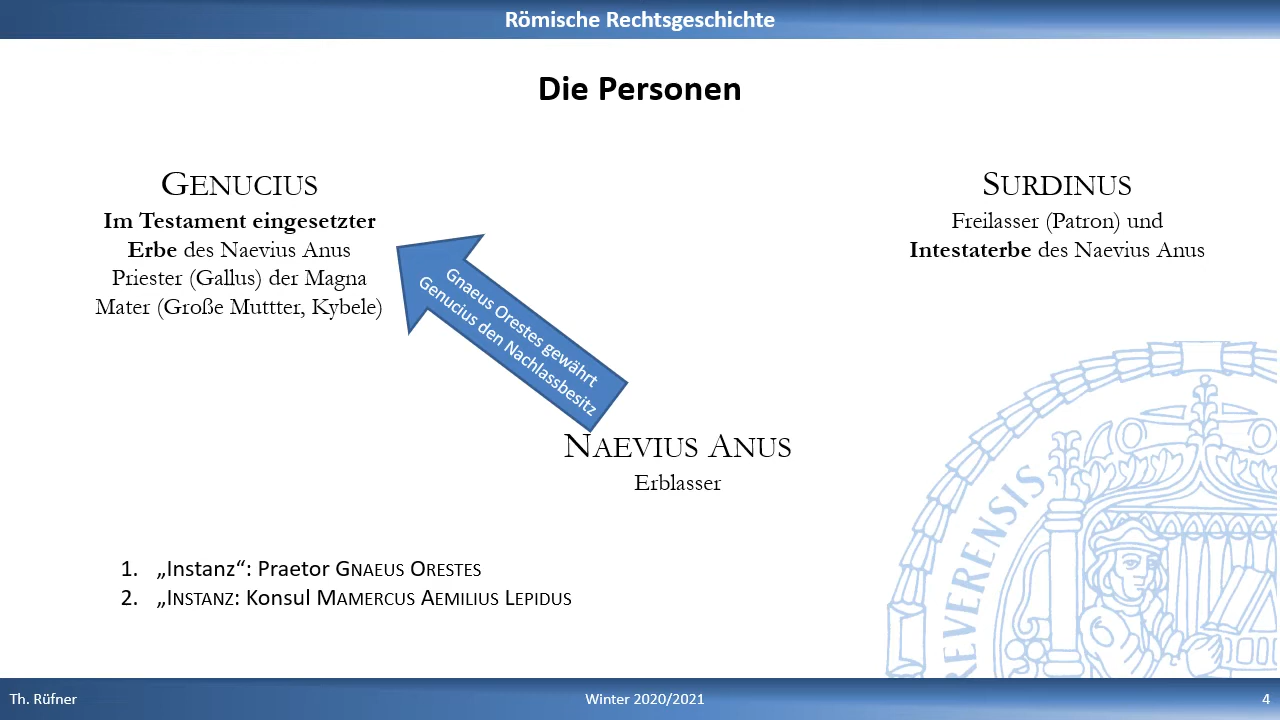 Römische Rechtsgeschichte
Die Personen
GENUCIUS
Im Testament eingesetzter
Erbe des Naevius Anus
Priester (Gallus) der Magna
Mater (Große Muttter, Kybele)
SURDINUS
Freilasser (Patron) und
Intestaterbe des Naevius Anus
Gnaeus Orestes gewährt
Genucius den Nachlassbesitz
NAEVIUS ANUS
Erblasser
1. „Instanz“: Praetor GNAEUS ORESTES
2. „INSTANZ: Konsul MAMERCUS AEMILIUS LEPIDUS
EVERENSIS
Th. Rüfner
Winter 2020/2021
4